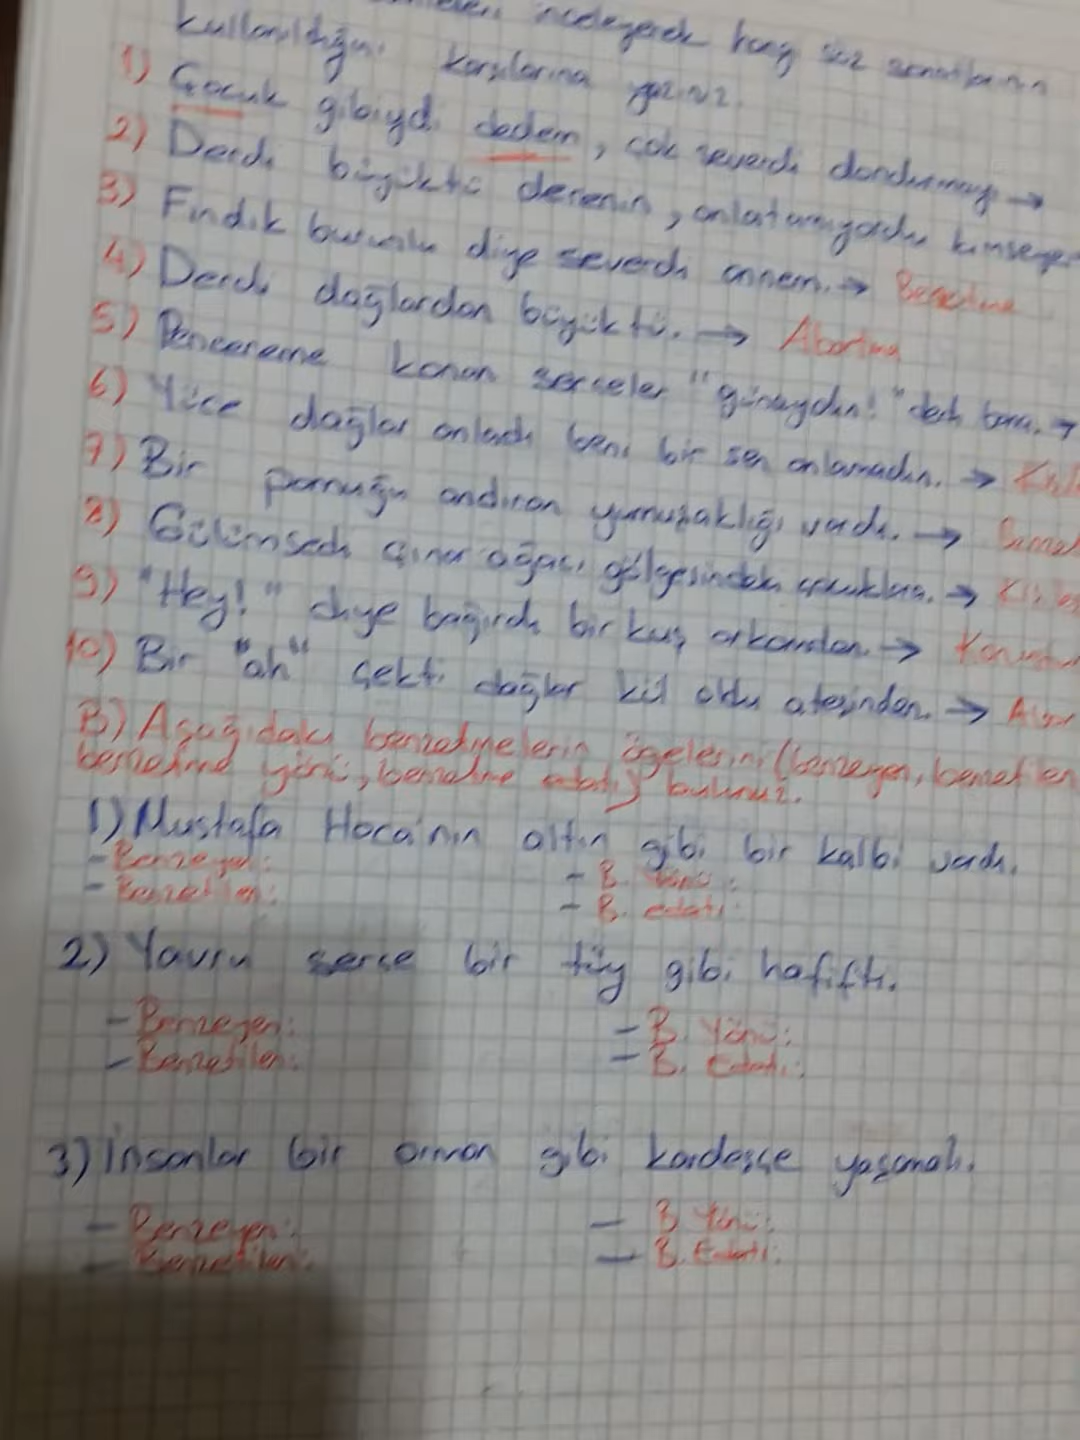 inceleyerek hangi söz sanatlarının
kullanıldığını karşılarına yazınız.
1) Çocuk gibiydi dedem, çok severdi dondurmayı →
2) Derdi büyüktü derenin, anlatamıyordu kimseye
3) Fındık burunlu diye severdi annem. → Benzetme
4) Derdi dağlardan büyüktü. → Abartma
5) Pencereme konan serçeler "günaydın!" dedi bana. →
6) Yüce dağlar anladı beni bir sen anlamadın. →
7) Bir pamuğu andıran yumuşaklığı vardı. →
8) Gülümsedi çınar ağacı gölgesindeki çocuklara. →
9) "Hey!" diye bağırdı bir kuş arkamdan. →
10) Bir "ah" çekti dağlar kül oldu ateşinden. →
B) Aşağıdaki benzetmelerin ögelerini (benzeyen, benzetilen
benzetme yönü, benzetme edatı) bulunuz.
1) Mustafa Hoca'nın altın gibi bir kalbi vardı.
- Benzeyen: - B. Yönü:
- Benzetilen: - B. edatı:
2) Yavru serçe bir tüy gibi hafifti.
- Benzeyen: - B. Yönü:
- Benzetilen: - B. Edatı:
3) İnsanlar bir orman gibi kardeşçe yaşamalı.
- Benzeyen: - B Yönü:
- Benzetilen: - B. Edatı: